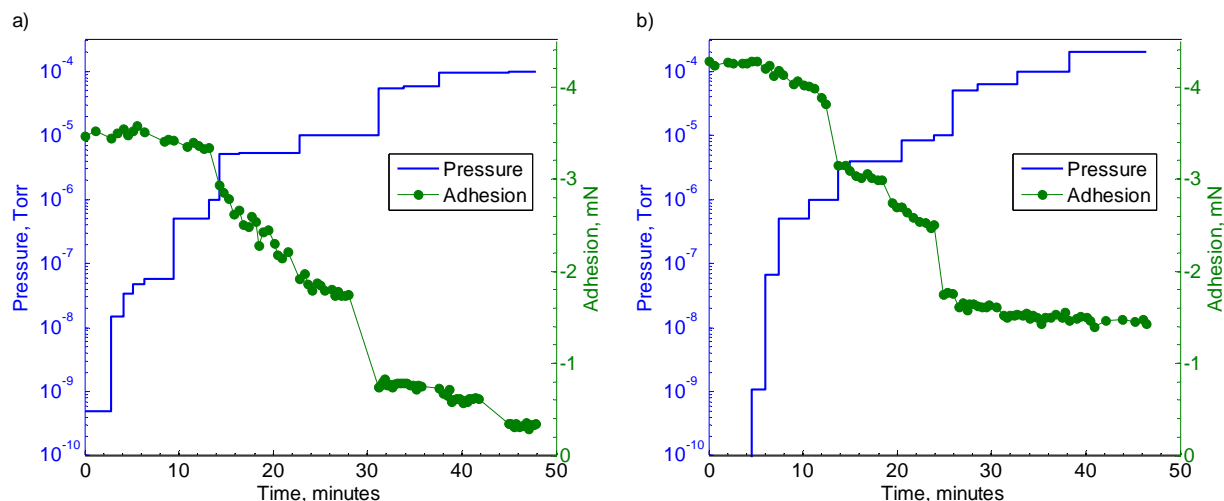 a)
Pressure, Torr
10^-4
10^-5
10^-6
10^-7
10^-8
10^-9
10^-10
0 10 20 30 40 50
Time, minutes
Pressure
Adhesion
-4
-3
-2
-1
0
Adhesion, mN
b)
Pressure, Torr
10^-4
10^-5
10^-6
10^-7
10^-8
10^-9
10^-10
0 10 20 30 40 50
Time, minutes
Pressure
Adhesion
-4
-3
-2
-1
0
Adhesion, mN